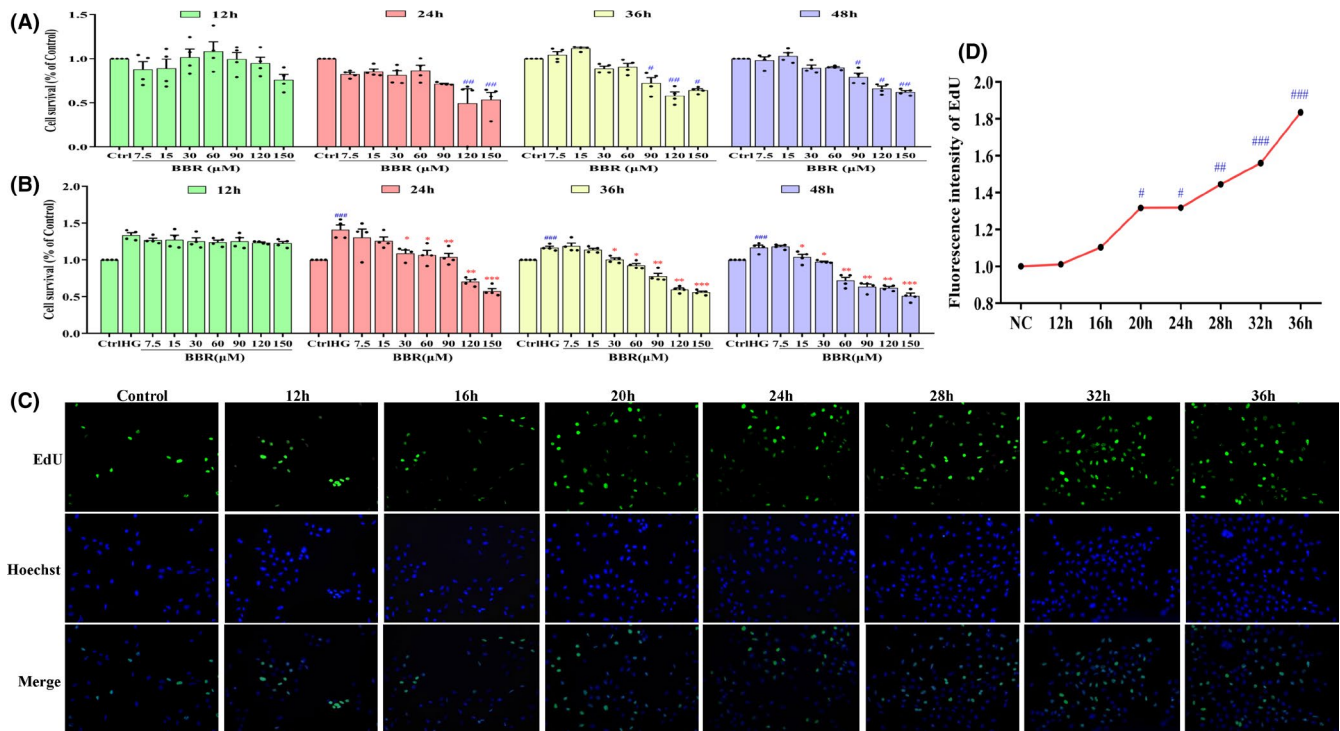 (A)
12h 24h 36h 48h
Cell survival (% of Control)
1.5
1.0
0.5
0.0
## ## # ## # # # ##
Ctrl 7.5 15 30 60 90 120 150 Ctrl 7.5 15 30 60 90 120 150 Ctrl 7.5 15 30 60 90 120 150 Ctrl 7.5 15 30 60 90 120 150
BBR (μM) BBR (μM) BBR (μM) BBR (μM)
(B)
12h 24h 36h 48h
Cell survival (% of Control)
2.0
1.5
1.0
0.5
0.0
### * * ** ** *** ### * * ** ** *** ### * * ** ** ** ***
CtrlHG 7.5 15 30 60 90 120 150 CtrlHG 7.5 15 30 60 90 120 150 CtrlHG 7.5 15 30 60 90 120 150 CtrlHG 7.5 15 30 60 90 120 150
BBR(μM) BBR(μM) BBR(μM) BBR(μM)
(D)
Fluorescence intensity of EdU
2.0
1.8
1.6
1.4
1.2
1.0
0.8
# # ## ### ###
NC 12h 16h 20h 24h 28h 32h 36h
(C)
Control 12h 16h 20h 24h 28h 32h 36h
EdU
Hoechst
Merge